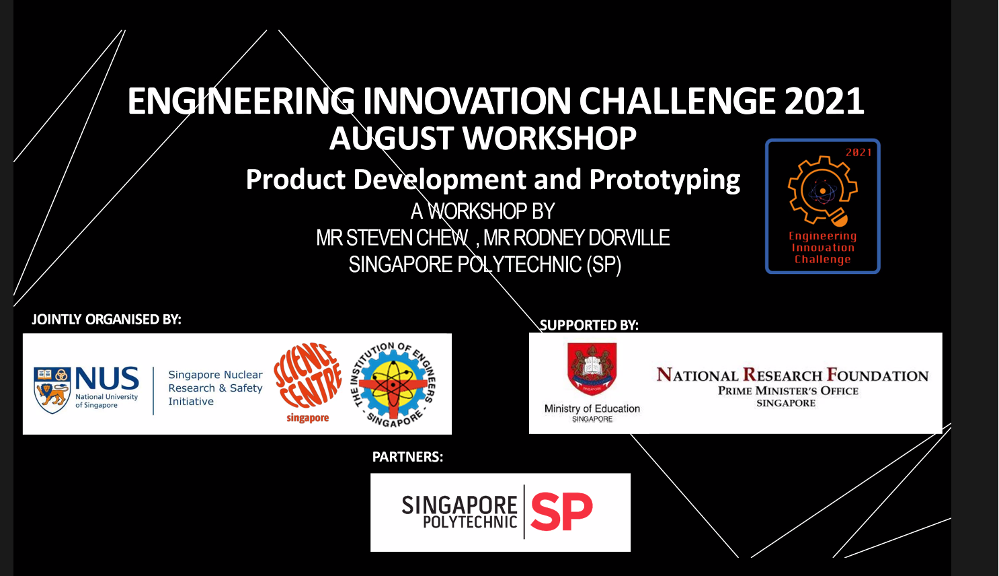 ENGINEERING INNOVATION CHALLENGE 2021
AUGUST WORKSHOP
Product Development and Prototyping
A WORKSHOP BY
MR STEVEN CHEW , MR RODNEY DORVILLE
SINGAPORE POLYTECHNIC (SP)
2021
Engineering
Innovation
Challenge
JOINTLY ORGANISED BY:
NUS
National University
of Singapore
Singapore Nuclear
Research & Safety
Initiative
SCIENCE
CENTRE
singapore
THE INSTITUTION OF ENGINEERS
- SINGAPORE -
SUPPORTED BY:
SINGAPORE
Ministry of Education
SINGAPORE
NATIONAL RESEARCH FOUNDATION
PRIME MINISTER'S OFFICE
SINGAPORE
PARTNERS:
SINGAPORE
POLYTECHNIC
SP